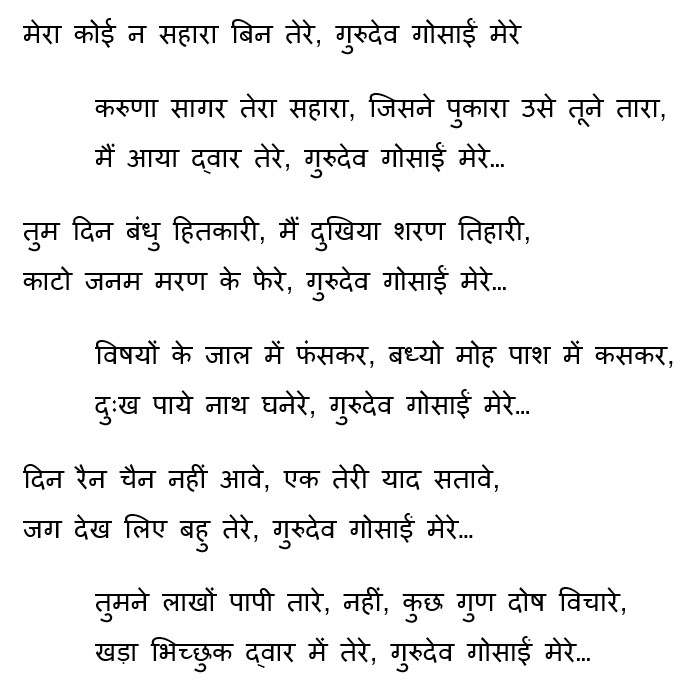 मेरा कोई न सहारा बिन तेरे, गुरुदेव गोसाईं मेरे
करुणा सागर तेरा सहारा, जिसने पुकारा उसे तूने तारा,
मैं आया द्वार तेरे, गुरुदेव गोसाईं मेरे...
तुम दिन बंधु हितकारी, मैं दुखिया शरण तिहारी,
काटो जनम मरण के फेरे, गुरुदेव गोसाईं मेरे...
विषयों के जाल में फंसकर, बध्यो मोह पाश में कसकर,
दुःख पाये नाथ घनेरे, गुरुदेव गोसाईं मेरे...
दिन रैन चैन नहीं आवे, एक तेरी याद सतावे,
जग देख लिए बहु तेरे, गुरुदेव गोसाईं मेरे...
तुमने लाखों पापी तारे, नहीं, कुछ गुण दोष विचारे,
खड़ा भिच्छुक द्वार में तेरे, गुरुदेव गोसाईं मेरे...